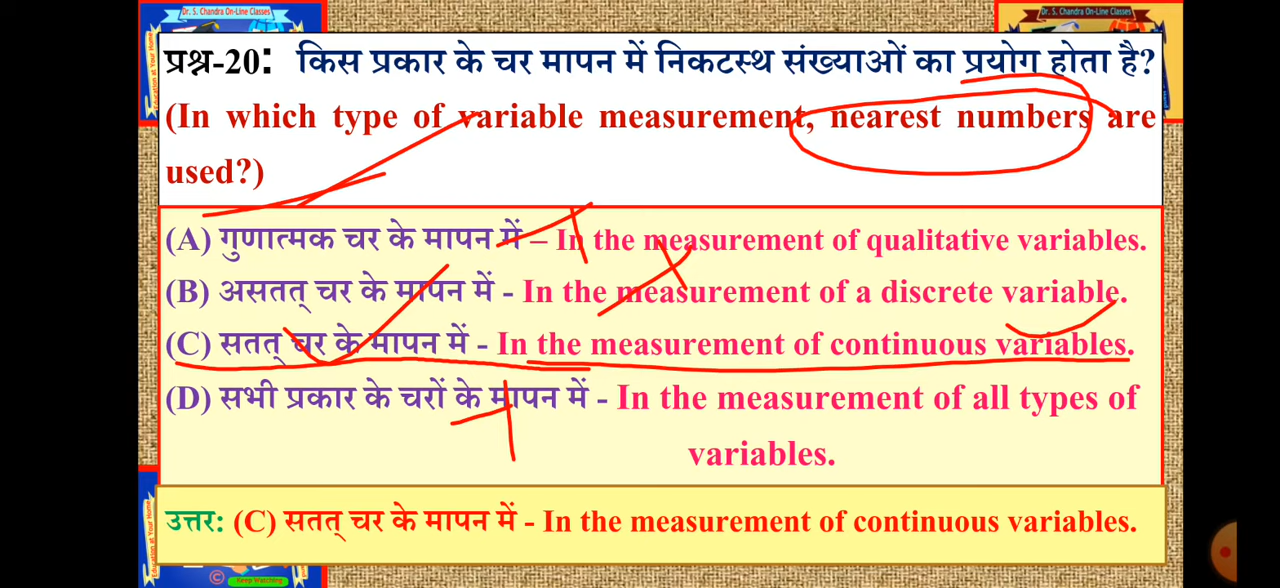 Dr. S. Chandra On-Line Classes
Dr. S. Chandra On-Line Classes
प्रश्न-20: किस प्रकार के चर मापन में निकटस्थ संख्याओं का प्रयोग होता है?
(In which type of variable measurement, nearest numbers are
used?)
(A) गुणात्मक चर के मापन में – In the measurement of qualitative variables.
(B) असतत् चर के मापन में - In the measurement of a discrete variable.
(C) सतत् चर के मापन में - In the measurement of continuous variables.
(D) सभी प्रकार के चरों के मापन में - In the measurement of all types of
variables.
उत्तर: (C) सतत् चर के मापन में - In the measurement of continuous variables.
© Keep Watching